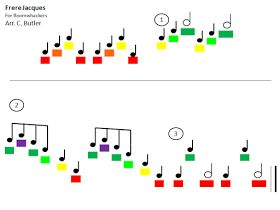 Frere Jacques
For Boomwhackers
Arr. C. Butler
1
2
3